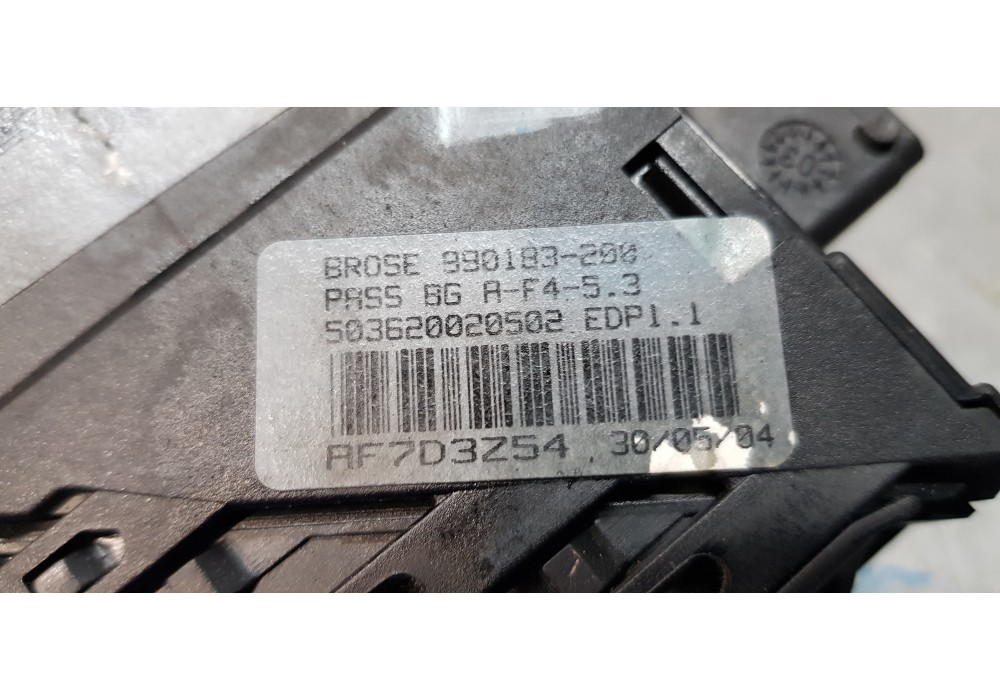 BROSE 990183-200
PASS BG A-F4-5.3
503620020502 EDP1.1
AF7D3Z54 30/05/04